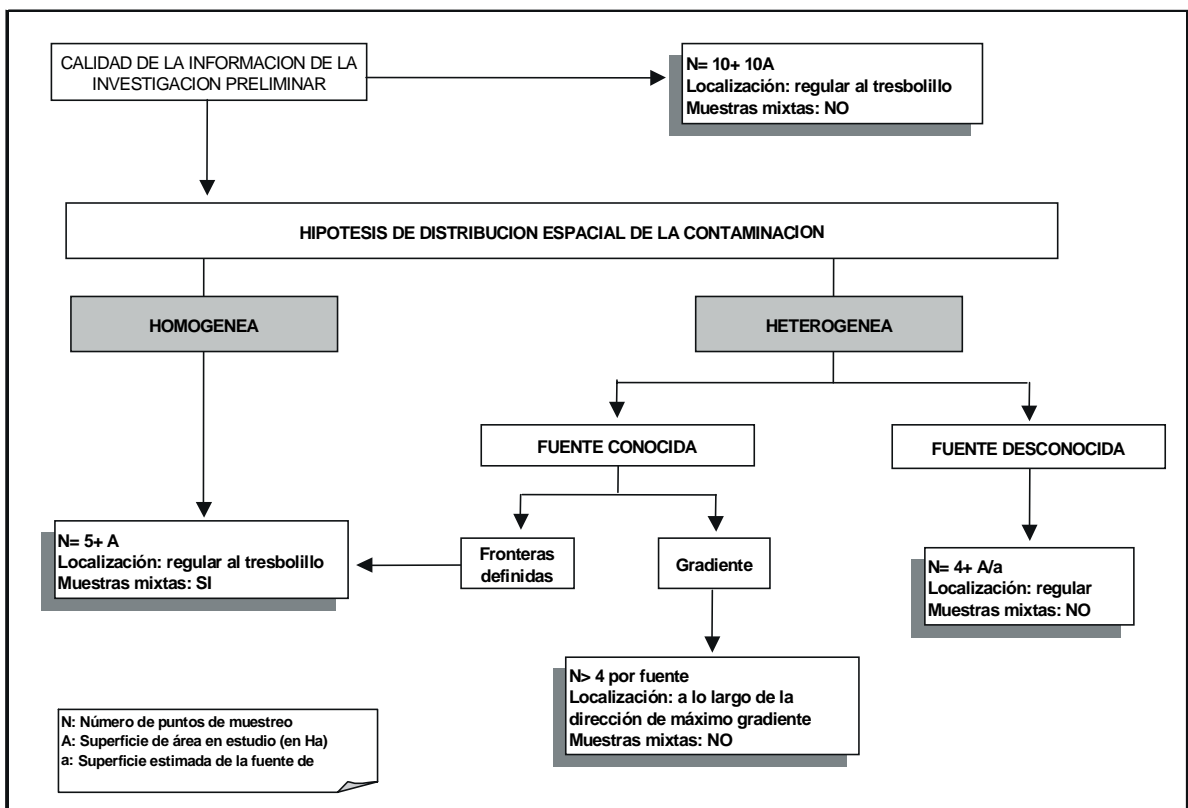 CALIDAD DE LA INFORMACION DE LA
INVESTIGACION PRELIMINAR
N= 10+ 10A
Localización: regular al tresbolillo
Muestras mixtas: NO
HIPOTESIS DE DISTRIBUCION ESPACIAL DE LA CONTAMINACION
HOMOGENEA
HETEROGENEA
FUENTE CONOCIDA
FUENTE DESCONOCIDA
N= 5+ A
Localización: regular al tresbolillo
Muestras mixtas: SI
Fronteras
definidas
Gradiente
N= 4+ A/a
Localización: regular
Muestras mixtas: NO
N> 4 por fuente
Localización: a lo largo de la
dirección de máximo gradiente
Muestras mixtas: NO
N: Número de puntos de muestreo
A: Superficie de área en estudio (en Ha)
a: Superficie estimada de la fuente de